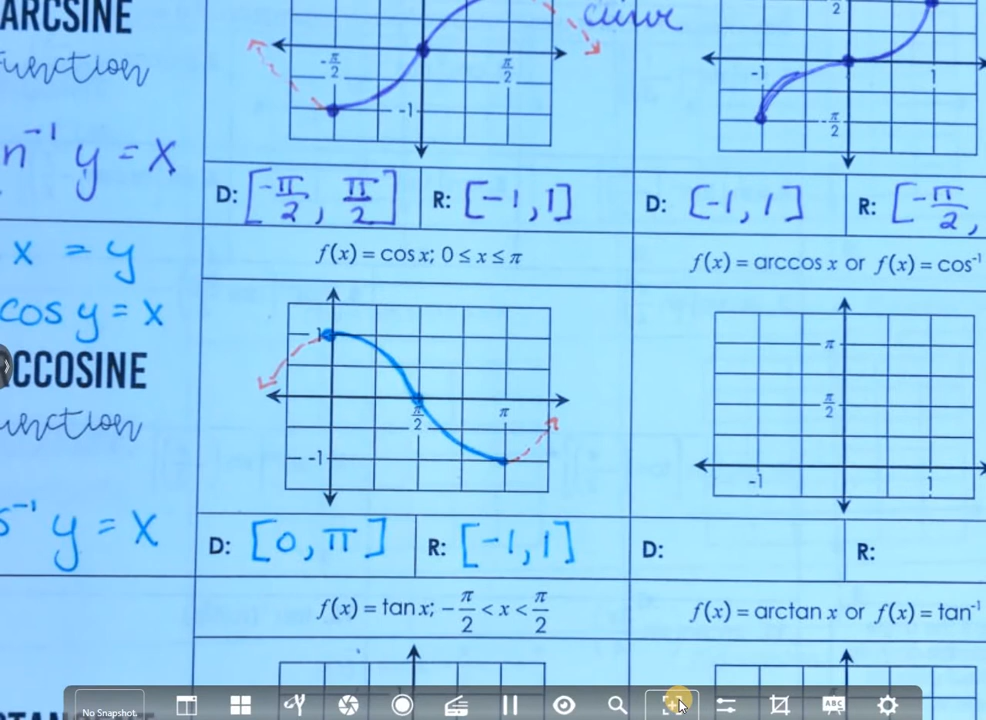 ARCSINE
curve
function
-π/2
π/2
-1
π/2
-1
1
-π/2
n⁻¹ y = x
D: [-π/2, π/2]
R: [-1, 1]
D: [-1, 1]
R: [-π/2,
x = y
f(x) = cos x; 0 ≤ x ≤ π
f(x) = arccos x or f(x) = cos⁻¹
cos y = x
1
π/2
π
-1
π
π/2
-1
1
CCOSINE
unction
s⁻¹ y = x
D: [0, π]
R: [-1, 1]
D:
R:
f(x) = tan x; -π/2 < x < π/2
f(x) = arctan x or f(x) = tan⁻¹
No Snapshot.
ABC